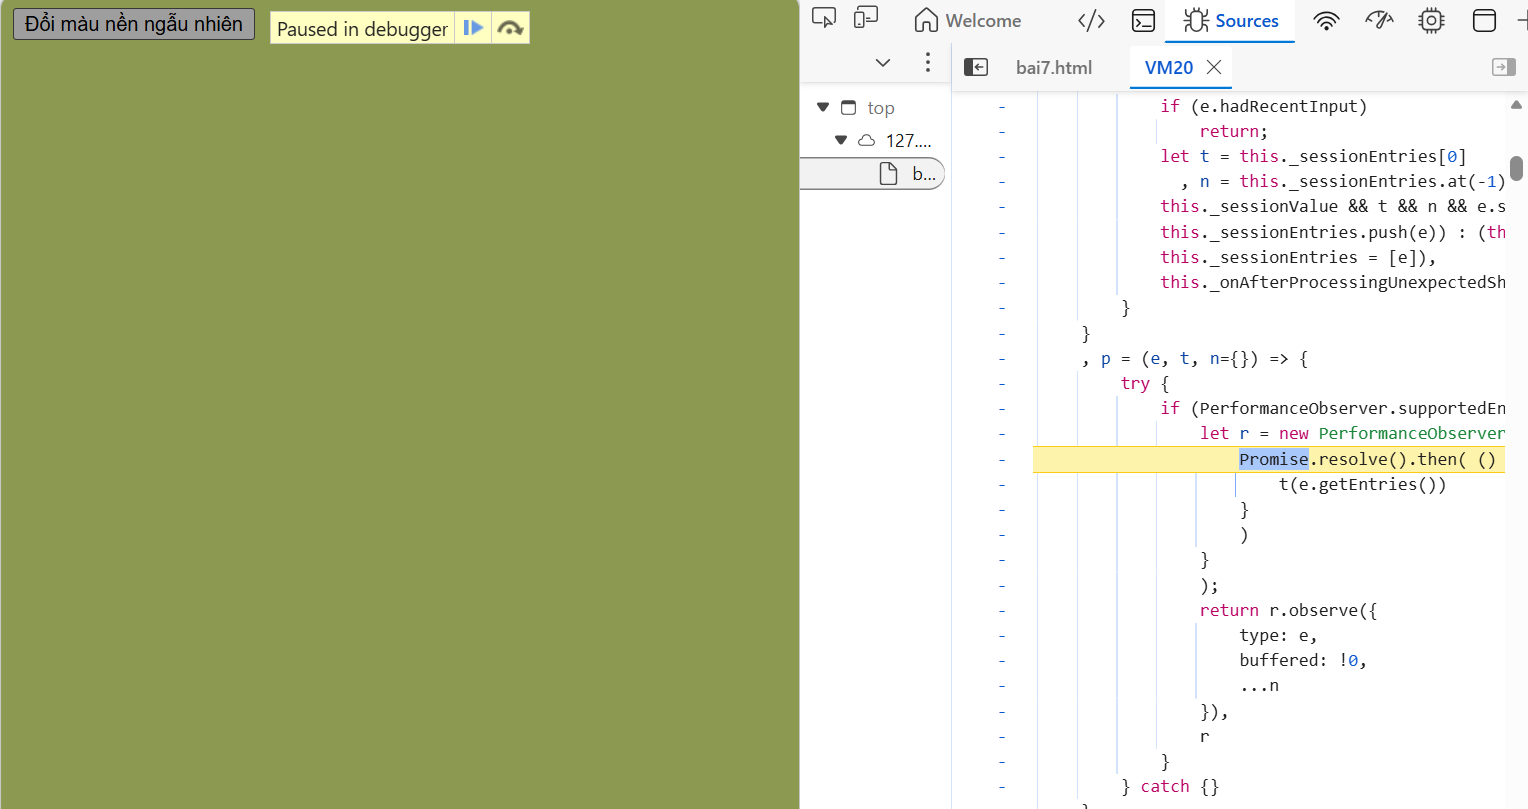 Đổi màu nền ngẫu nhiên
Paused in debugger
Welcome
Sources
bai7.html
VM20
top
127....
b...
if (e.hadRecentInput)
return;
let t = this._sessionEntries[0]
, n = this._sessionEntries.at(-1)
this._sessionValue && t && n && e.s
this._sessionEntries.push(e)) : (th
this._sessionEntries = [e]),
this._onAfterProcessingUnexpectedSh
}
}
, p = (e, t, n={}) => {
try {
if (PerformanceObserver.supportedEn
let r = new PerformanceObserver
Promise.resolve().then( ()
t(e.getEntries())
}
)
}
);
return r.observe({
type: e,
buffered: !0,
...n
}),
r
}
} catch {}